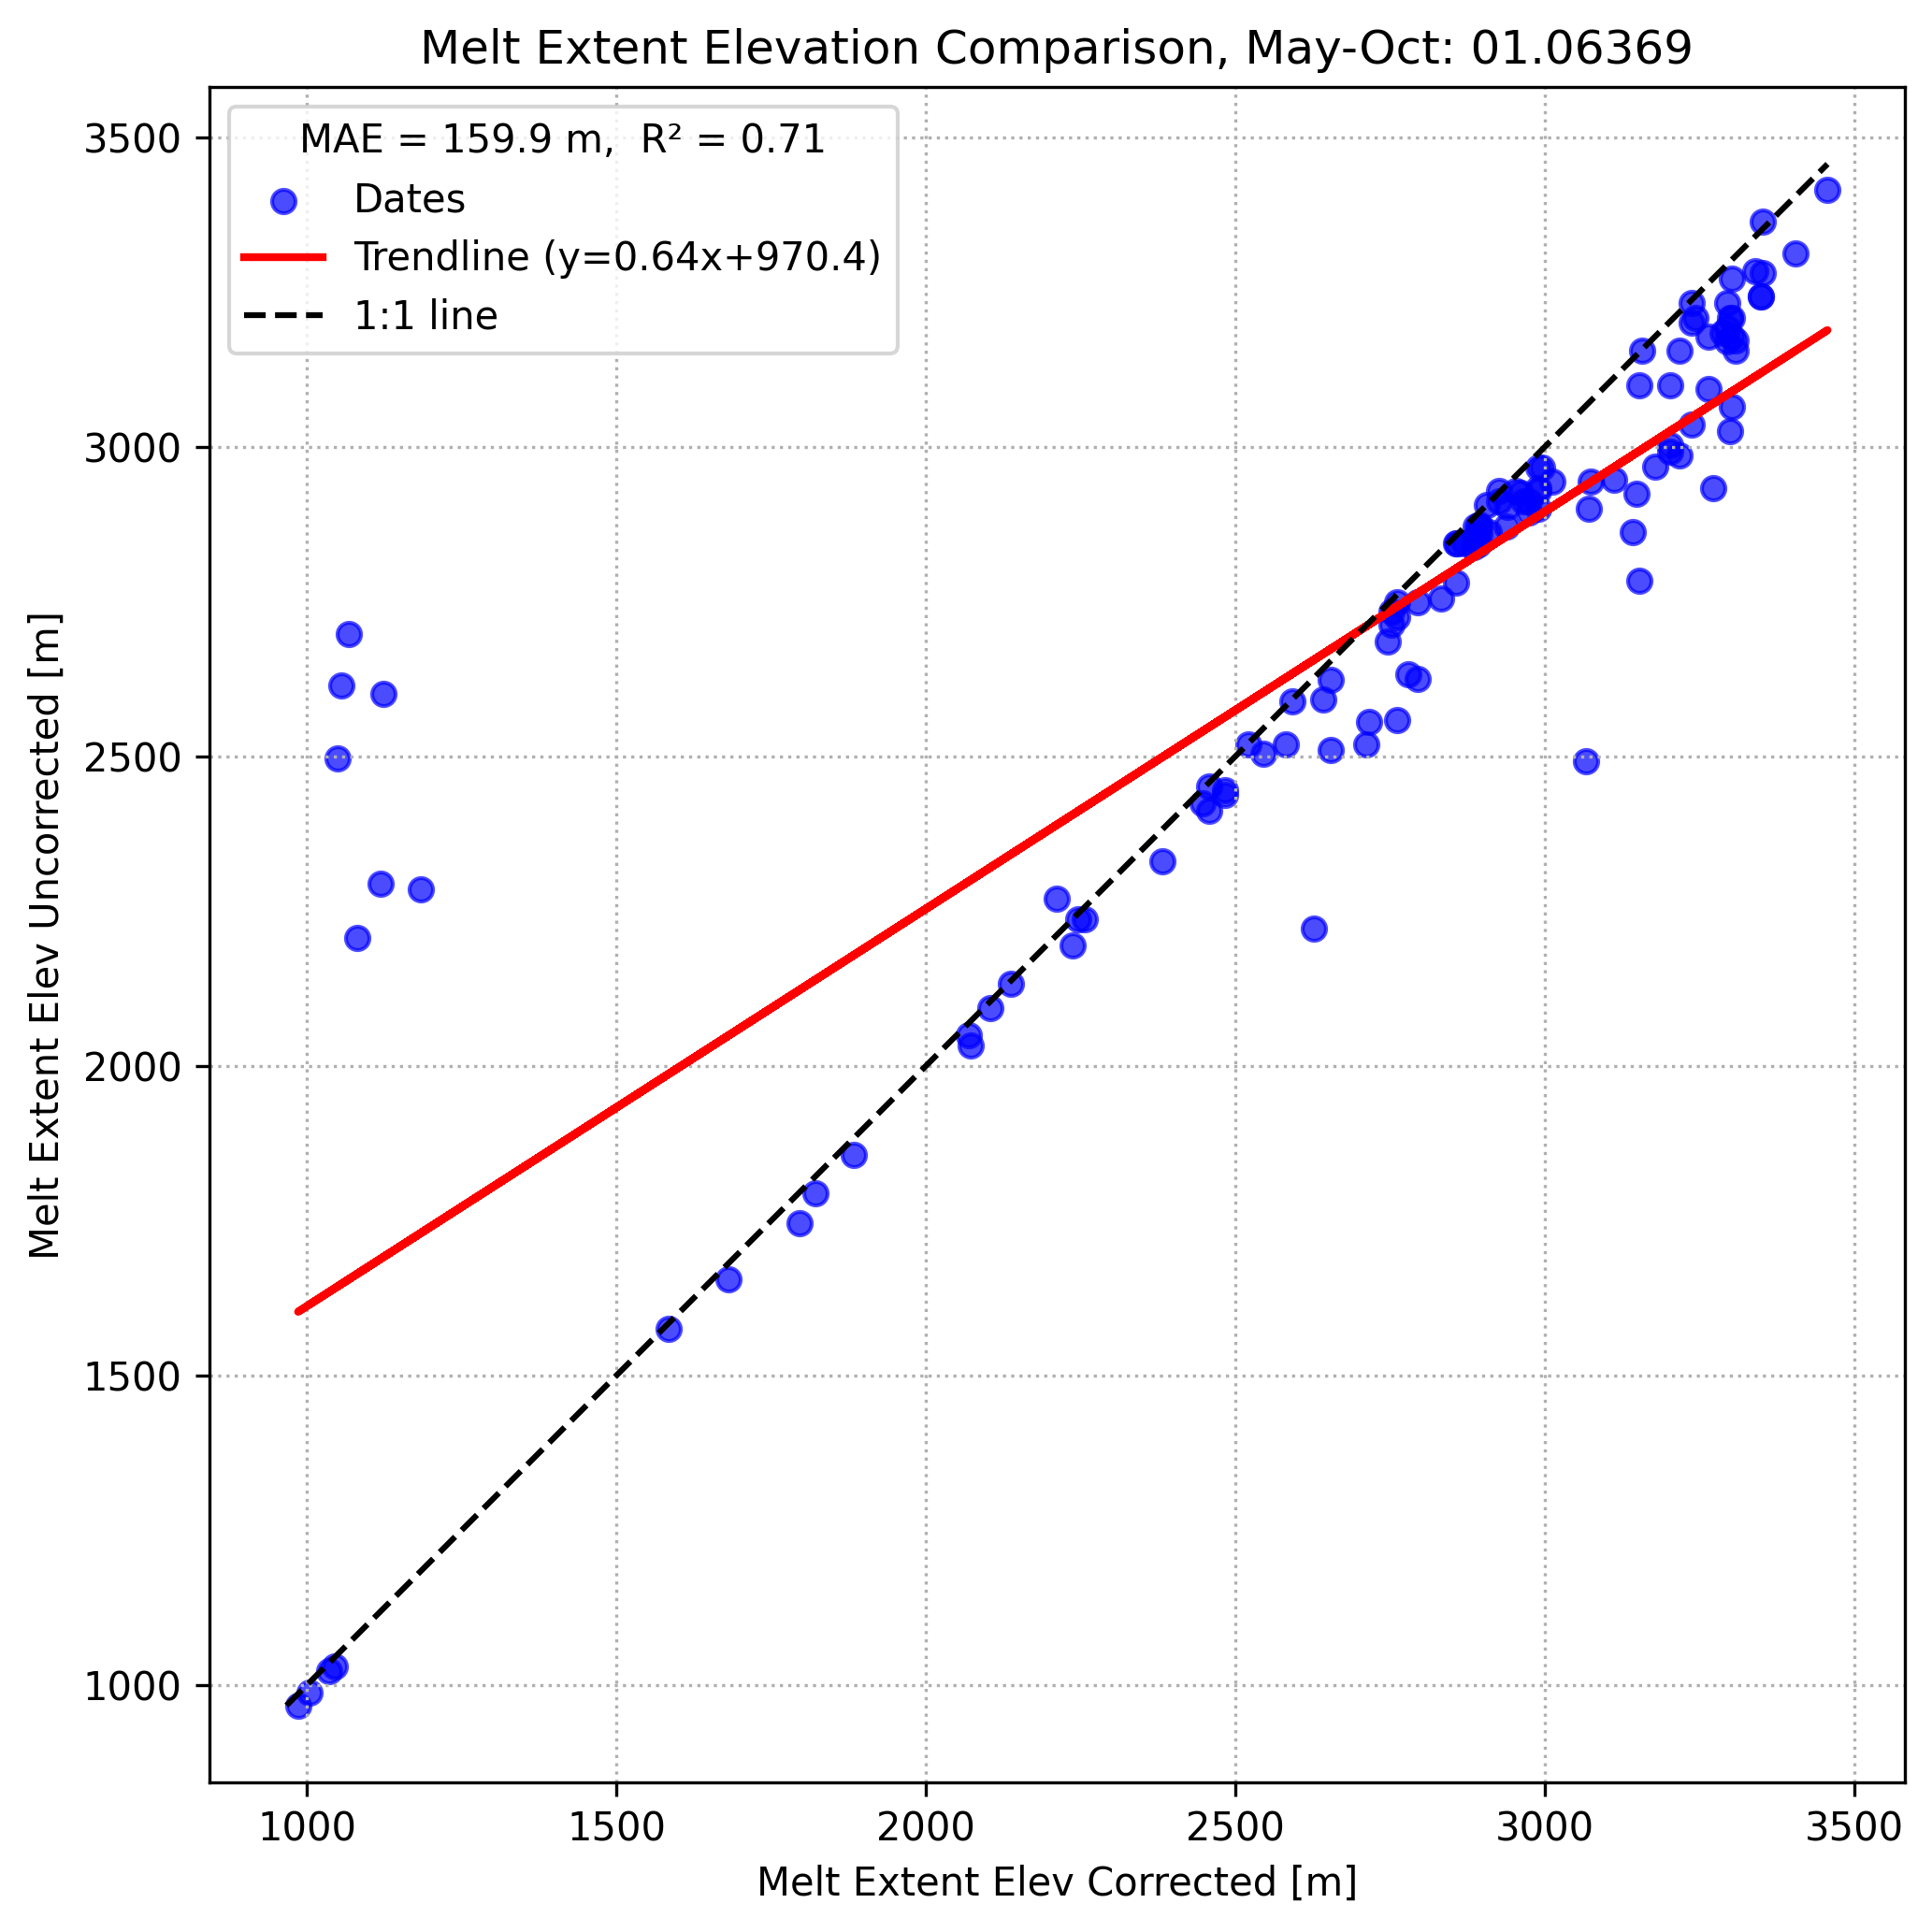 Melt Extent Elevation Comparison, May-Oct: 01.06369
MAE = 159.9 m,  R² = 0.71
Dates
Trendline (y=0.64x+970.4)
1:1 line
Melt Extent Elev Uncorrected [m]
3500
3000
2500
2000
1500
1000
1000 1500 2000 2500 3000 3500
Melt Extent Elev Corrected [m]